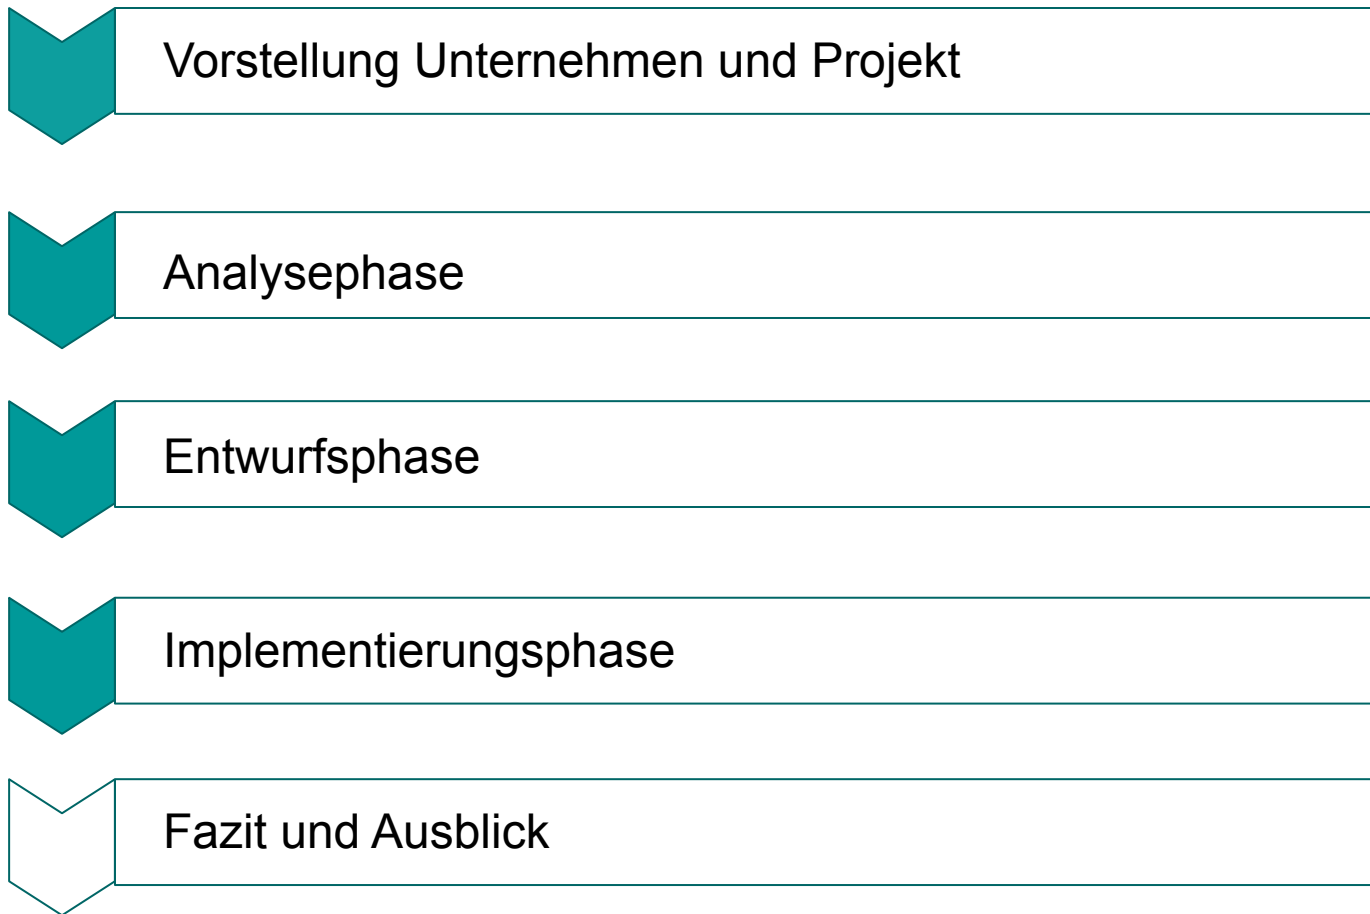 Vorstellung Unternehmen und Projekt
Analysephase
Entwurfsphase
Implementierungsphase
Fazit und Ausblick